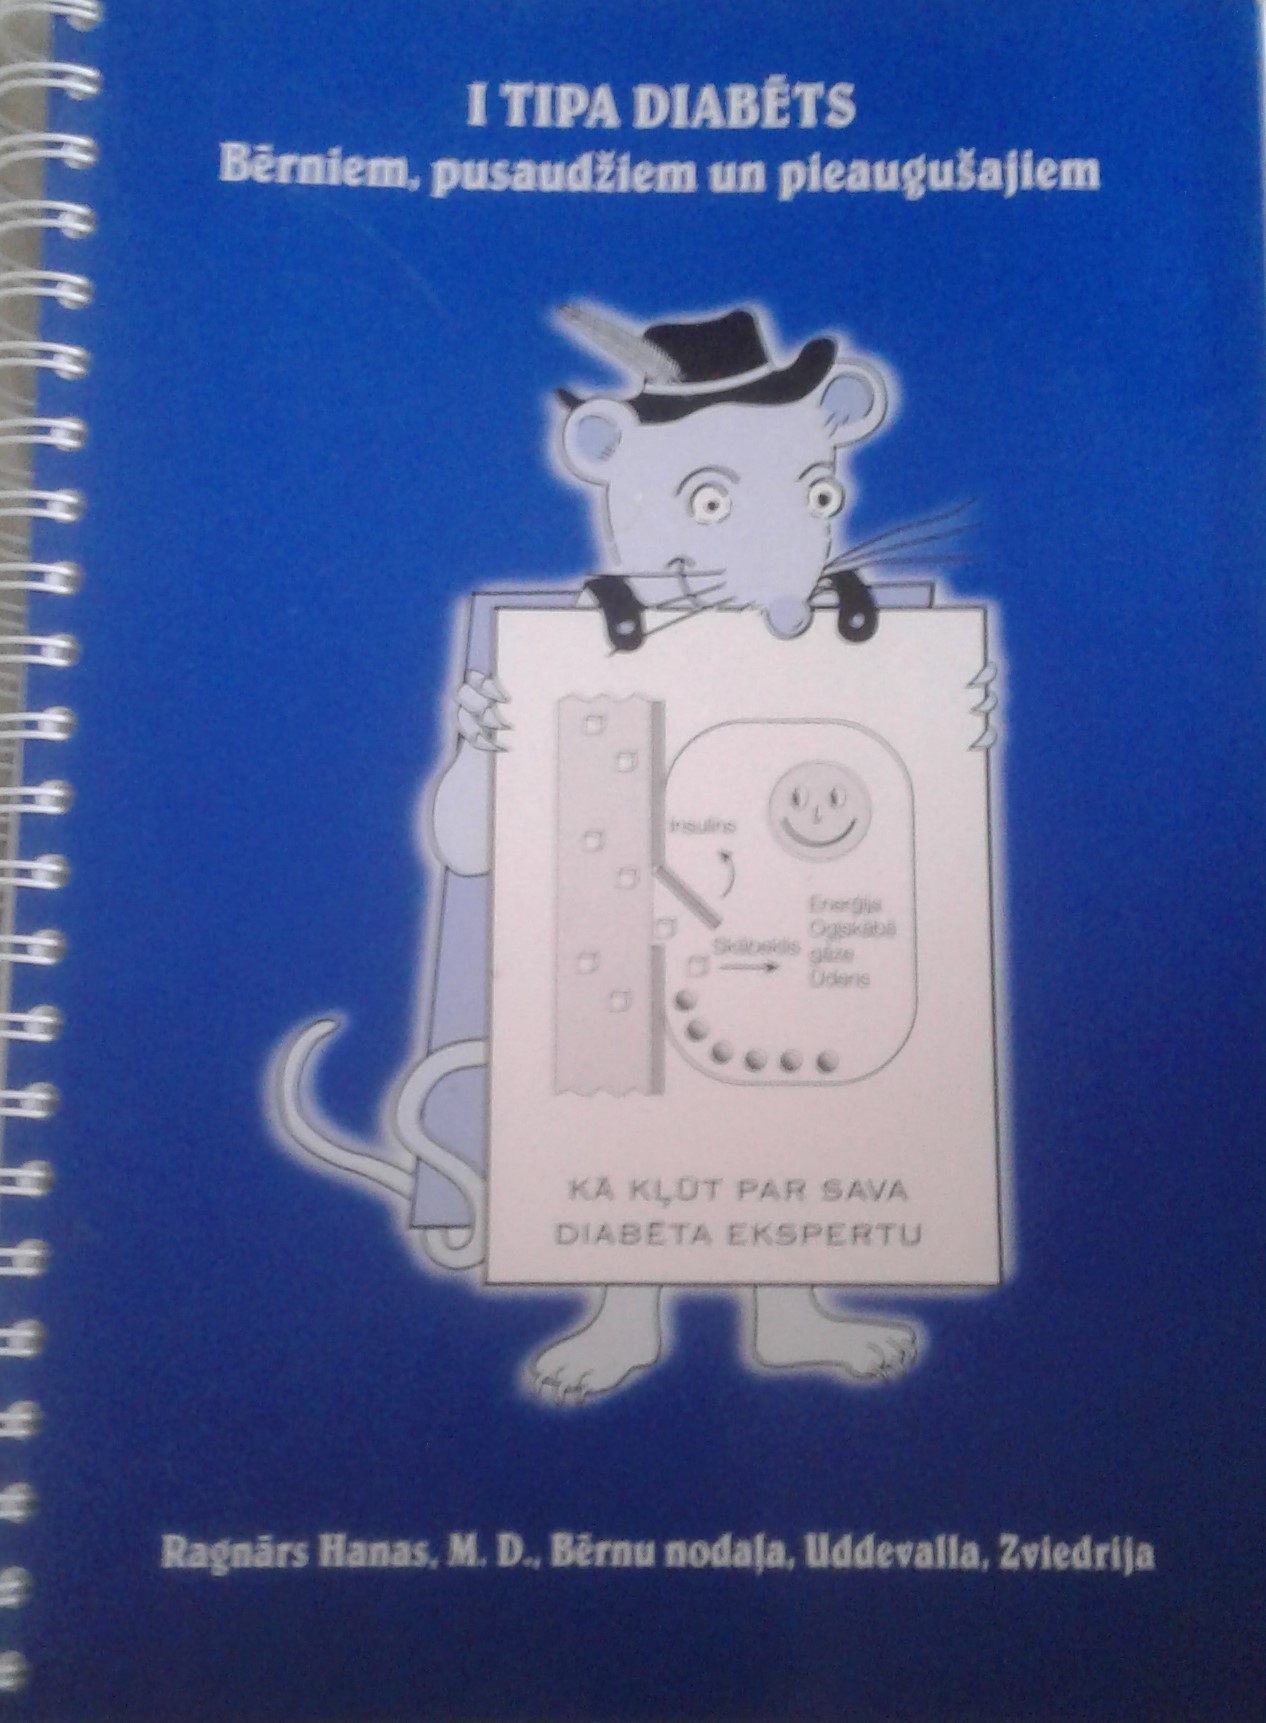 I TIPA DIABĒTS
Bērniem, pusaudžiem un pieaugušajiem
Insulīns
Enerģija
Skābeklis
Ogļskābā
gāze
Ūdens
KĀ KĻŪT PAR SAVA
DIABĒTA EKSPERTU
Ragnārs Hanas, M. D., Bērnu nodaļa, Uddevalla, Zviedrija